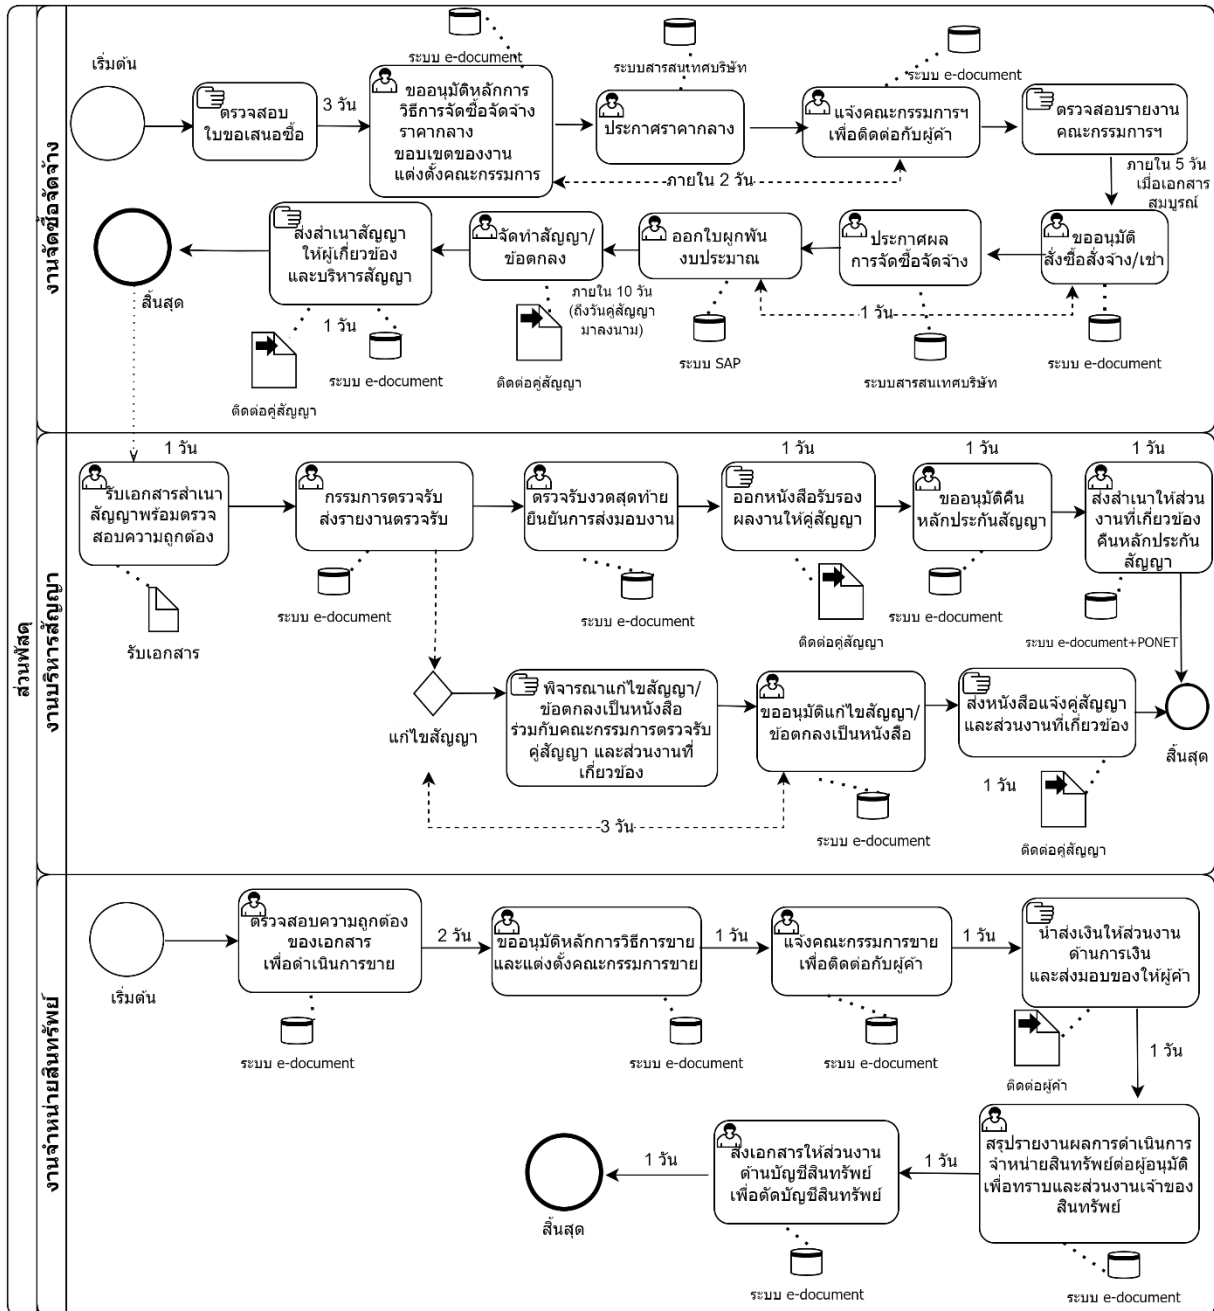 ส่วนพัสดุ
งานจัดซื้อจัดจ้าง
เริ่มต้น
ตรวจสอบ
ใบขอเสนอซื้อ
3 วัน
ระบบ e-document
ขออนุมัติหลักการ
วิธีการจัดซื้อจัดจ้าง
ราคากลาง
ขอบเขตของงาน
แต่งตั้งคณะกรรมการ
ระบบสารสนเทศบริษัท
ประกาศราคากลาง
ระบบ e-document
แจ้งคณะกรรมการฯ
เพื่อติดต่อกับผู้ค้า
ภายใน 2 วัน
ตรวจสอบรายงาน
คณะกรรมการฯ
ภายใน 5 วัน
เมื่อเอกสาร
สมบูรณ์
ขออนุมัติ
สั่งซื้อสั่งจ้าง/เช่า
ระบบ e-document
ประกาศผล
การจัดซื้อจัดจ้าง
ระบบสารสนเทศบริษัท
1 วัน
ออกใบผูกพัน
งบประมาณ
ระบบ SAP
จัดทำสัญญา/
ข้อตกลง
ภายใน 10 วัน
(ถึงวันคู่สัญญา
มาลงนาม)
ติดต่อคู่สัญญา
ส่งสำเนาสัญญา
ให้ผู้เกี่ยวข้อง
และบริหารสัญญา
1 วัน
ติดต่อคู่สัญญา
ระบบ e-document
สิ้นสุด
งานบริหารสัญญา
1 วัน
รับเอกสารสำเนา
สัญญาพร้อมตรวจ
สอบความถูกต้อง
รับเอกสาร
กรรมการตรวจรับ
ส่งรายงานตรวจรับ
ระบบ e-document
ตรวจรับงวดสุดท้าย
ยืนยันการส่งมอบงาน
ระบบ e-document
1 วัน
ออกหนังสือรับรอง
ผลงานให้คู่สัญญา
ติดต่อคู่สัญญา
1 วัน
ขออนุมัติคืน
หลักประกันสัญญา
ระบบ e-document
1 วัน
ส่งสำเนาให้ส่วน
งานที่เกี่ยวข้อง
คืนหลักประกัน
สัญญา
ระบบ e-document+PONET
แก้ไขสัญญา
พิจารณาแก้ไขสัญญา/
ข้อตกลงเป็นหนังสือ
ร่วมกับคณะกรรมการตรวจรับ
คู่สัญญา และส่วนงานที่
เกี่ยวข้อง
ขออนุมัติแก้ไขสัญญา/
ข้อตกลงเป็นหนังสือ
ระบบ e-document
3 วัน
ส่งหนังสือแจ้งคู่สัญญา
และส่วนงานที่เกี่ยวข้อง
1 วัน
ติดต่อคู่สัญญา
สิ้นสุด
งานจำหน่ายสินทรัพย์
เริ่มต้น
ตรวจสอบความถูกต้อง
ของเอกสาร
เพื่อดำเนินการขาย
ระบบ e-document
2 วัน
ขออนุมัติหลักการวิธีการขาย
และแต่งตั้งคณะกรรมการขาย
ระบบ e-document
1 วัน
แจ้งคณะกรรมการขาย
เพื่อติดต่อกับผู้ค้า
ระบบ e-document
1 วัน
นำส่งเงินให้ส่วนงาน
ด้านการเงิน
และส่งมอบของให้ผู้ค้า
ติดต่อผู้ค้า
1 วัน
สรุปรายงานผลการดำเนินการ
จำหน่ายสินทรัพย์ต่อผู้อนุมัติ
เพื่อทราบและส่วนงานเจ้าของ
สินทรัพย์
ระบบ e-document
1 วัน
ส่งเอกสารให้ส่วนงาน
ด้านบัญชีสินทรัพย์
เพื่อตัดบัญชีสินทรัพย์
ระบบ e-document
1 วัน
สิ้นสุด